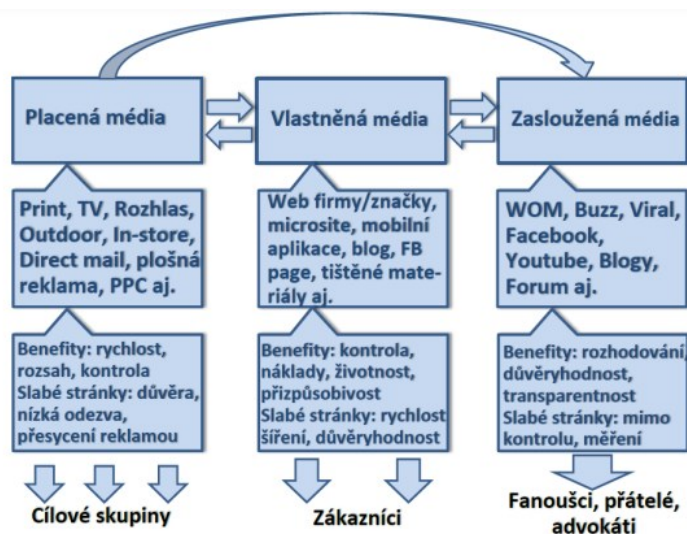 Placená média
Vlastněná média
Zasloužená média
Print, TV, Rozhlas,
Outdoor, In-store,
Direct mail, plošná
reklama, PPC aj.
Web firmy/značky,
microsite, mobilní
aplikace, blog, FB
page, tištěné mate-
riály aj.
WOM, Buzz, Viral,
Facebook,
Youtube, Blogy,
Forum aj.
Benefity: rychlost,
rozsah, kontrola
Slabé stránky: důvěra,
nízká odezva,
přesycení reklamou
Benefity: kontrola,
náklady, životnost,
přizpůsobivost
Slabé stránky: rychlost
šíření, důvěryhodnost
Benefity: rozhodování,
důvěryhodnost,
transparentnost
Slabé stránky: mimo
kontrolu, měření
Cílové skupiny
Zákazníci
Fanoušci, přátelé,
advokáti